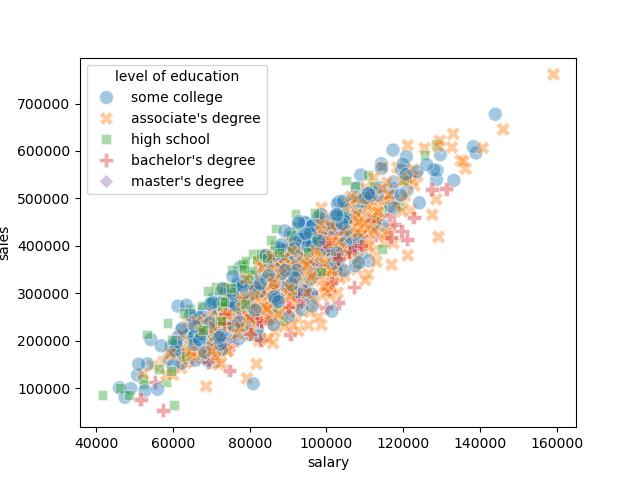 level of education
some college
associate's degree
high school
bachelor's degree
master's degree
700000
600000
500000
400000
300000
200000
100000
sales
40000 60000 80000 100000 120000 140000 160000
salary